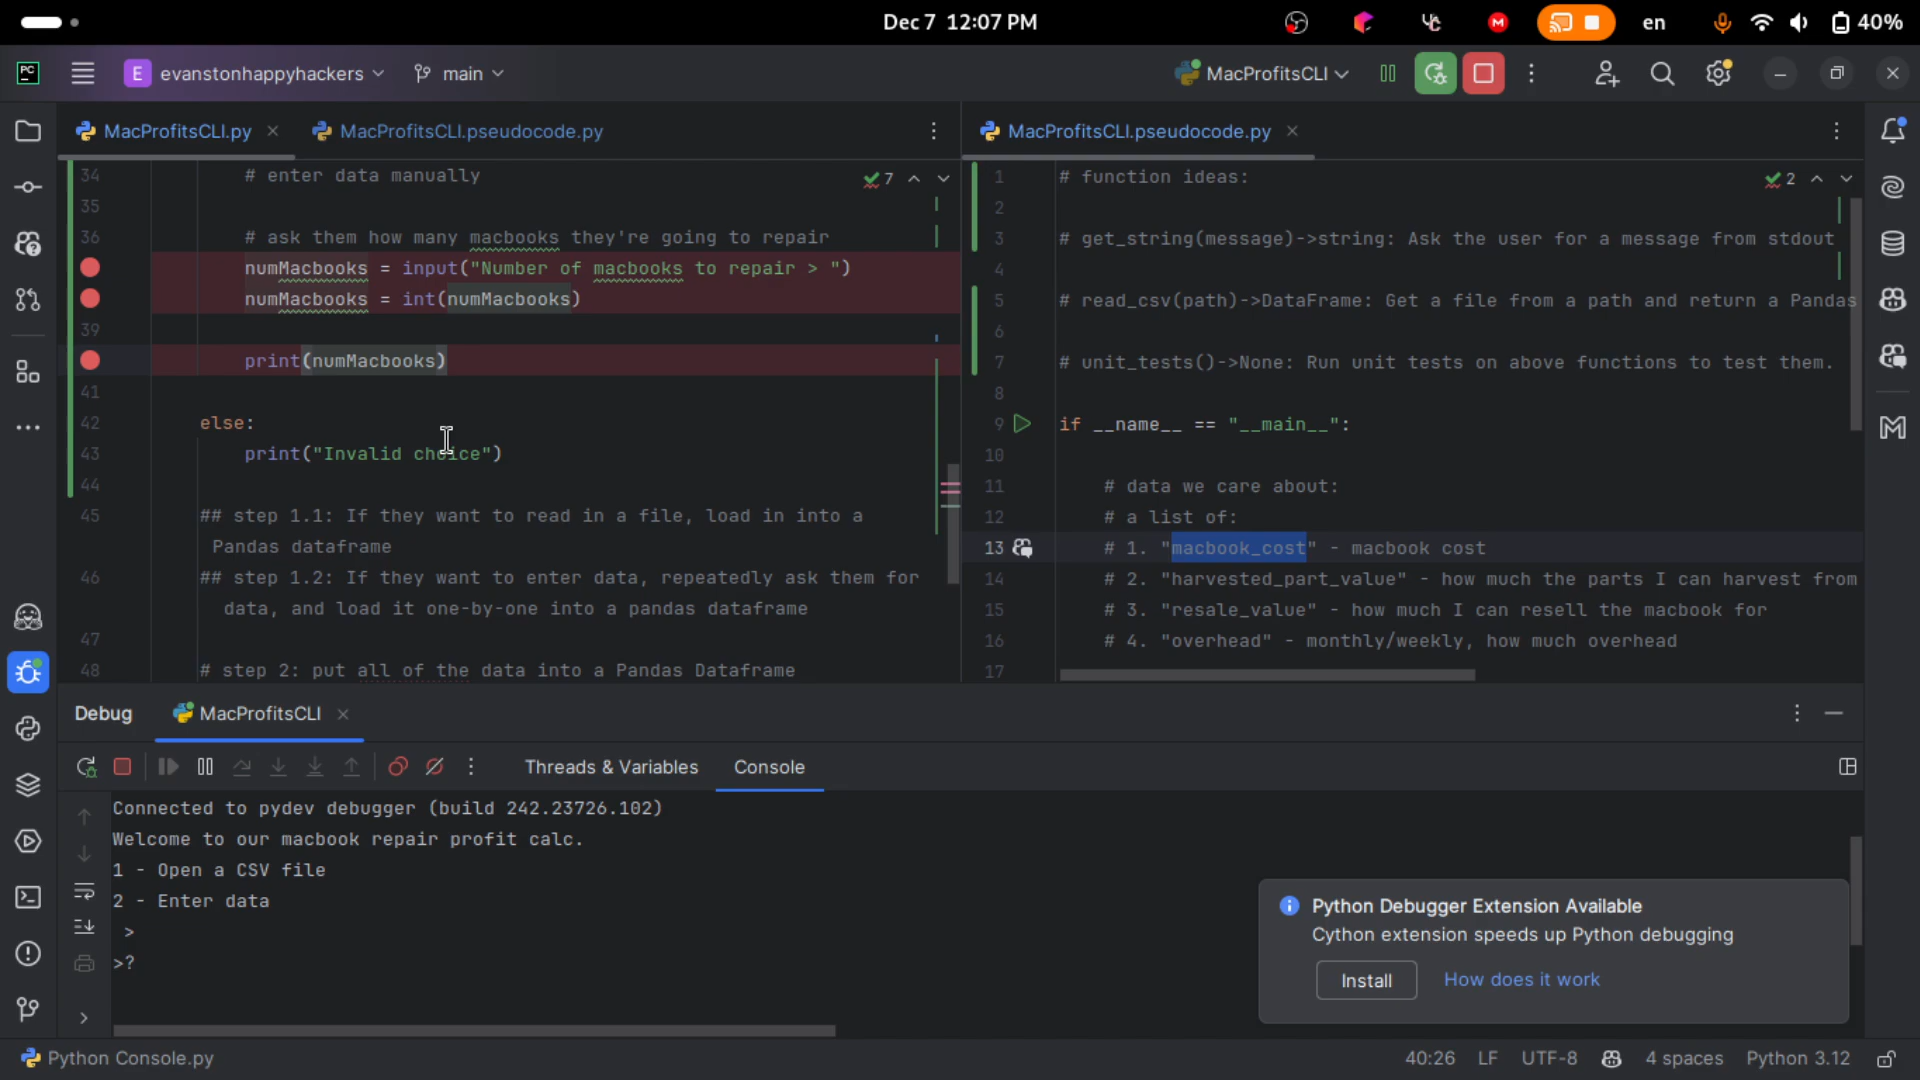 Dec 7 12:07 PM
en
40%
PC
E evanstonhappyhackers
main
MacProfitsCLI
MacProfitsCLI.py
MacProfitsCLI.pseudocode.py
34 # enter data manually
7
35
36 # ask them how many macbooks they're going to repair
numMacbooks = input("Number of macbooks to repair > ")
numMacbooks = int(numMacbooks)
39
print(numMacbooks)
41
42 else:
43 print("Invalid choice")
44
45 ## step 1.1: If they want to read in a file, load in into a
Pandas dataframe
46 ## step 1.2: If they want to enter data, repeatedly ask them for
data, and load it one-by-one into a pandas dataframe
47
48 # step 2: put all of the data into a Pandas Dataframe
MacProfitsCLI.pseudocode.py
1 # function ideas:
2
2
3 # get_string(message)->string: Ask the user for a message from stdout
4
5 # read_csv(path)->DataFrame: Get a file from a path and return a Pandas
6
7 # unit_tests()->None: Run unit tests on above functions to test them.
8
9 if __name__ == "__main__":
10
11 # data we care about:
12 # a list of:
13 # 1. "macbook_cost" - macbook cost
14 # 2. "harvested_part_value" - how much the parts I can harvest from
15 # 3. "resale_value" - how much I can resell the macbook for
16 # 4. "overhead" - monthly/weekly, how much overhead
17
Debug
MacProfitsCLI
Threads & Variables
Console
Connected to pydev debugger (build 242.23726.102)
Welcome to our macbook repair profit calc.
1 - Open a CSV file
2 - Enter data
>
>?
Python Debugger Extension Available
Cython extension speeds up Python debugging
Install
How does it work
Python Console.py
40:26
LF
UTF-8
4 spaces
Python 3.12